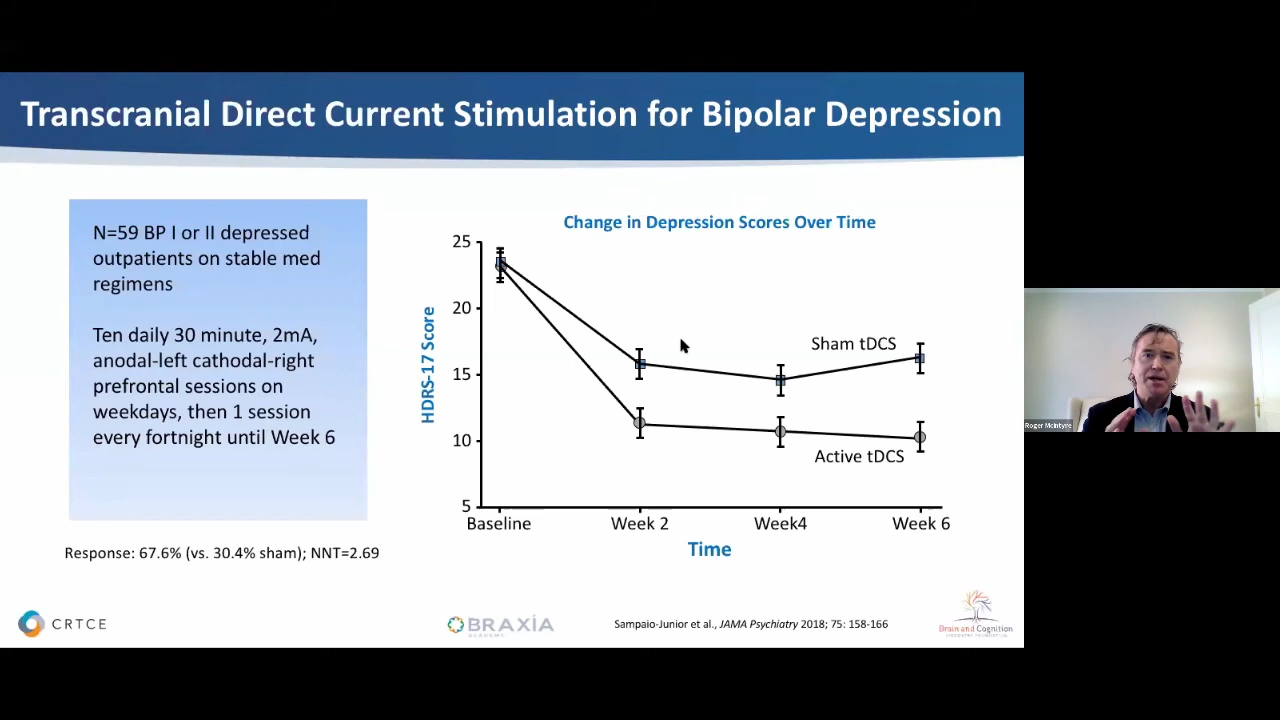 Transcranial Direct Current Stimulation for Bipolar Depression
N=59 BP I or II depressed
outpatients on stable med
regimens
Ten daily 30 minute, 2mA,
anodal-left cathodal-right
prefrontal sessions on
weekdays, then 1 session
every fortnight until Week 6
Response: 67.6% (vs. 30.4% sham); NNT=2.69
Change in Depression Scores Over Time
HDRS-17 Score
25
20
15
10
5
Sham tDCS
Active tDCS
Baseline
Week 2
Week4
Week 6
Time
Roger McIntyre
CRTCE
BRAXIA
ACADEMY
Sampaio-Junior et al., JAMA Psychiatry 2018; 75: 158-166
Brain and Cognition